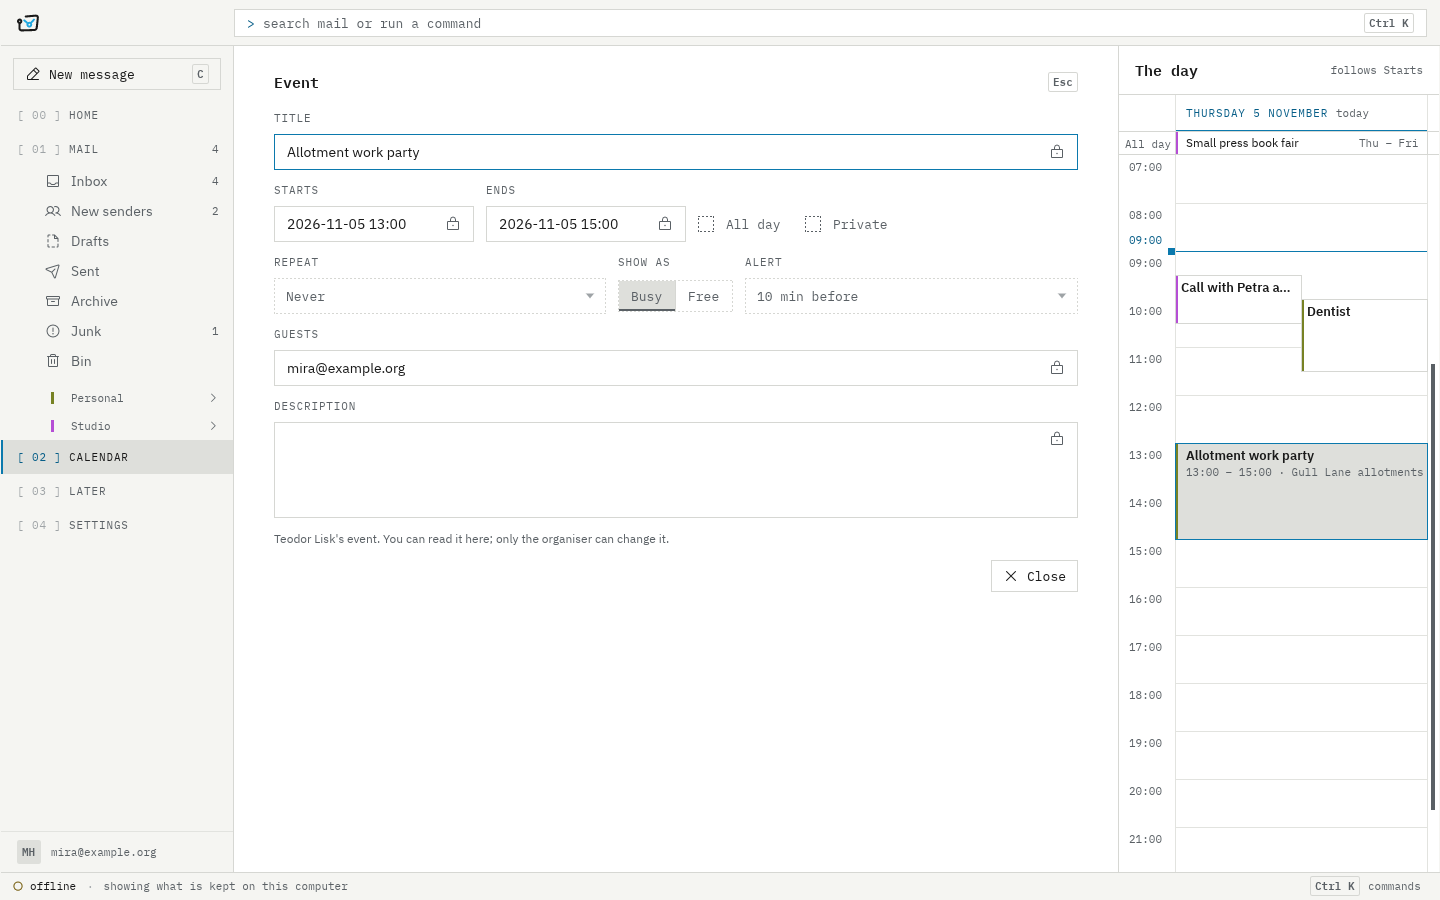 > search mail or run a command Ctrl K
New message C
[ 00 ] HOME
[ 01 ] MAIL 4
Inbox 4
New senders 2
Drafts
Sent
Archive
Junk 1
Bin
Personal
Studio
[ 02 ] CALENDAR
[ 03 ] LATER
[ 04 ] SETTINGS
MH mira@example.org
Event Esc
TITLE
Allotment work party
STARTS ENDS
2026-11-05 13:00 2026-11-05 15:00 All day Private
REPEAT SHOW AS ALERT
Never Busy Free 10 min before
GUESTS
mira@example.org
DESCRIPTION
Teodor Lisk's event. You can read it here; only the organiser can change it.
Close
The day follows Starts
THURSDAY 5 NOVEMBER today
All day Small press book fair Thu – Fri
07:00
08:00
09:00
09:00
Call with Petra a…
10:00 Dentist
11:00
12:00
13:00 Allotment work party
13:00 – 15:00 · Gull Lane allotments
14:00
15:00
16:00
17:00
18:00
19:00
20:00
21:00
offline · showing what is kept on this computer Ctrl K commands